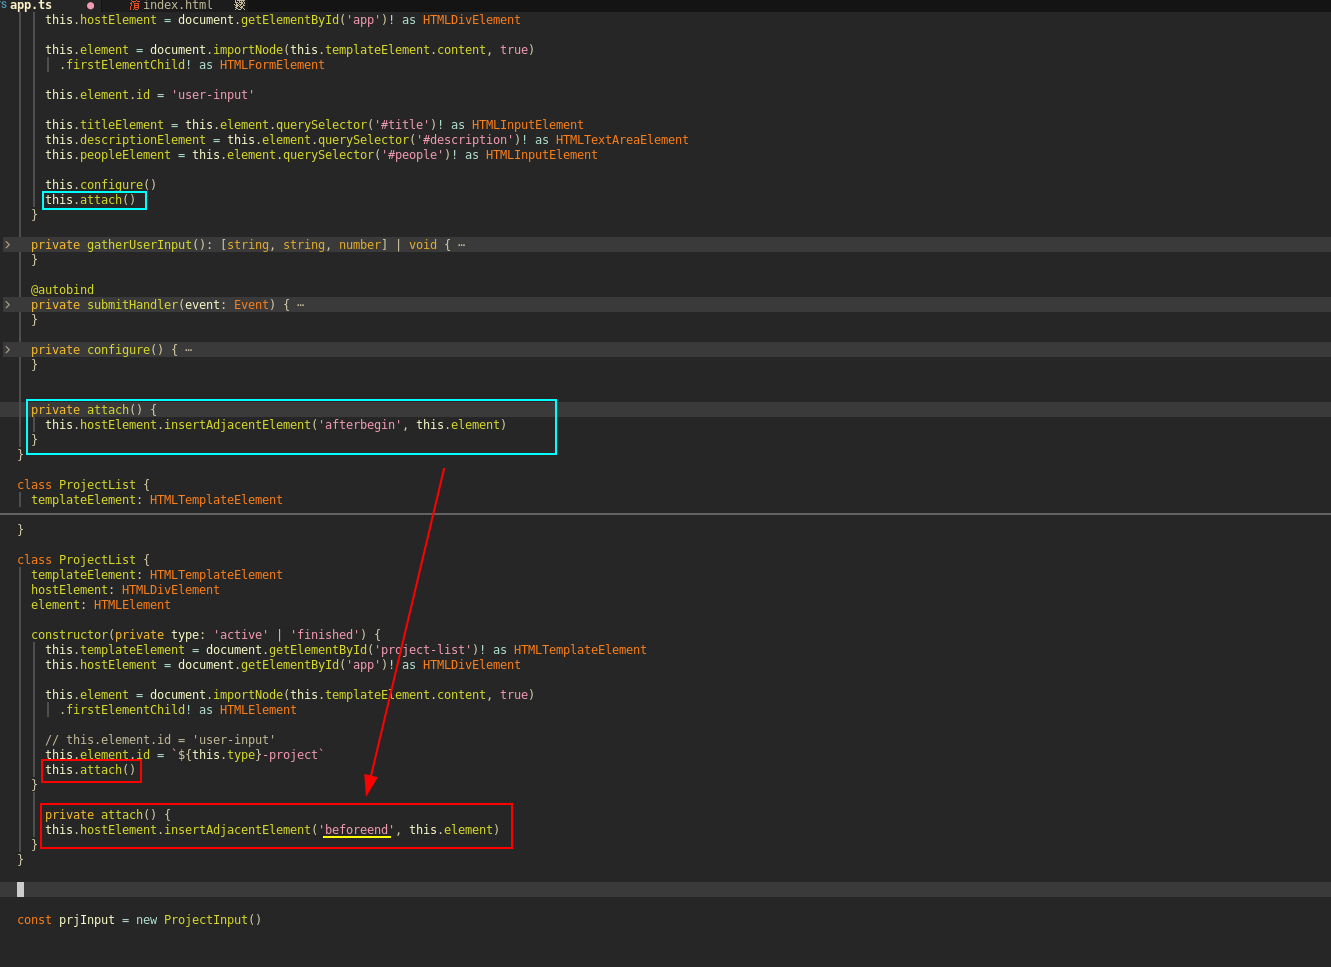 TS app.ts ● index.html
this.hostElement = document.getElementById('app')! as HTMLDivElement
this.element = document.importNode(this.templateElement.content, true)
.firstElementChild! as HTMLFormElement
this.element.id = 'user-input'
this.titleElement = this.element.querySelector('#title')! as HTMLInputElement
this.descriptionElement = this.element.querySelector('#description')! as HTMLTextAreaElement
this.peopleElement = this.element.querySelector('#people')! as HTMLInputElement
this.configure()
this.attach()
}
private gatherUserInput(): [string, string, number] | void { ⋯
}
@autobind
private submitHandler(event: Event) { ⋯
}
private configure() { ⋯
}
private attach() {
this.hostElement.insertAdjacentElement('afterbegin', this.element)
}
}
class ProjectList {
templateElement: HTMLTemplateElement
}
class ProjectList {
templateElement: HTMLTemplateElement
hostElement: HTMLDivElement
element: HTMLElement
constructor(private type: 'active' | 'finished') {
this.templateElement = document.getElementById('project-list')! as HTMLTemplateElement
this.hostElement = document.getElementById('app')! as HTMLDivElement
this.element = document.importNode(this.templateElement.content, true)
.firstElementChild! as HTMLElement
// this.element.id = 'user-input'
this.element.id = `${this.type}-project`
this.attach()
}
private attach() {
this.hostElement.insertAdjacentElement('beforeend', this.element)
}
}
const prjInput = new ProjectInput()